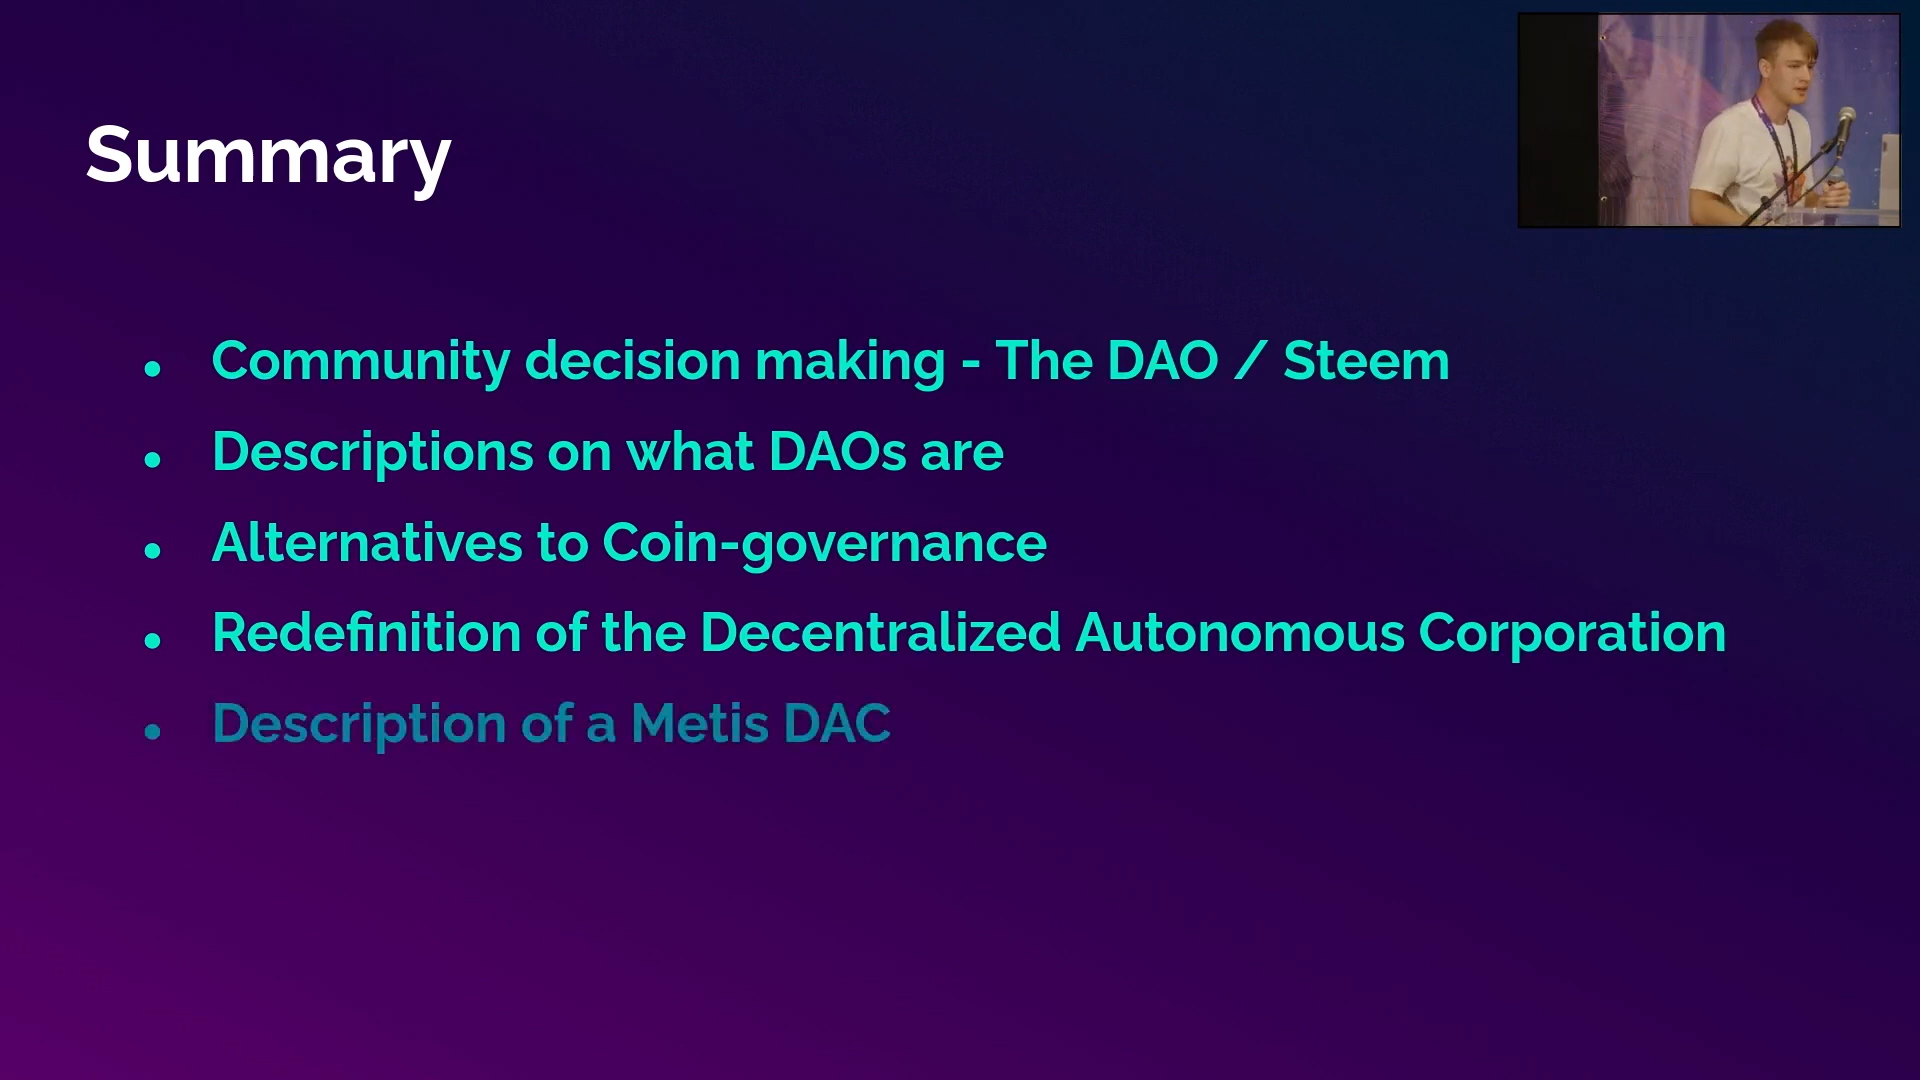 Summary
• Community decision making - The DAO / Steem
• Descriptions on what DAOs are
• Alternatives to Coin-governance
• Redefinition of the Decentralized Autonomous Corporation
• Description of a Metis DAC